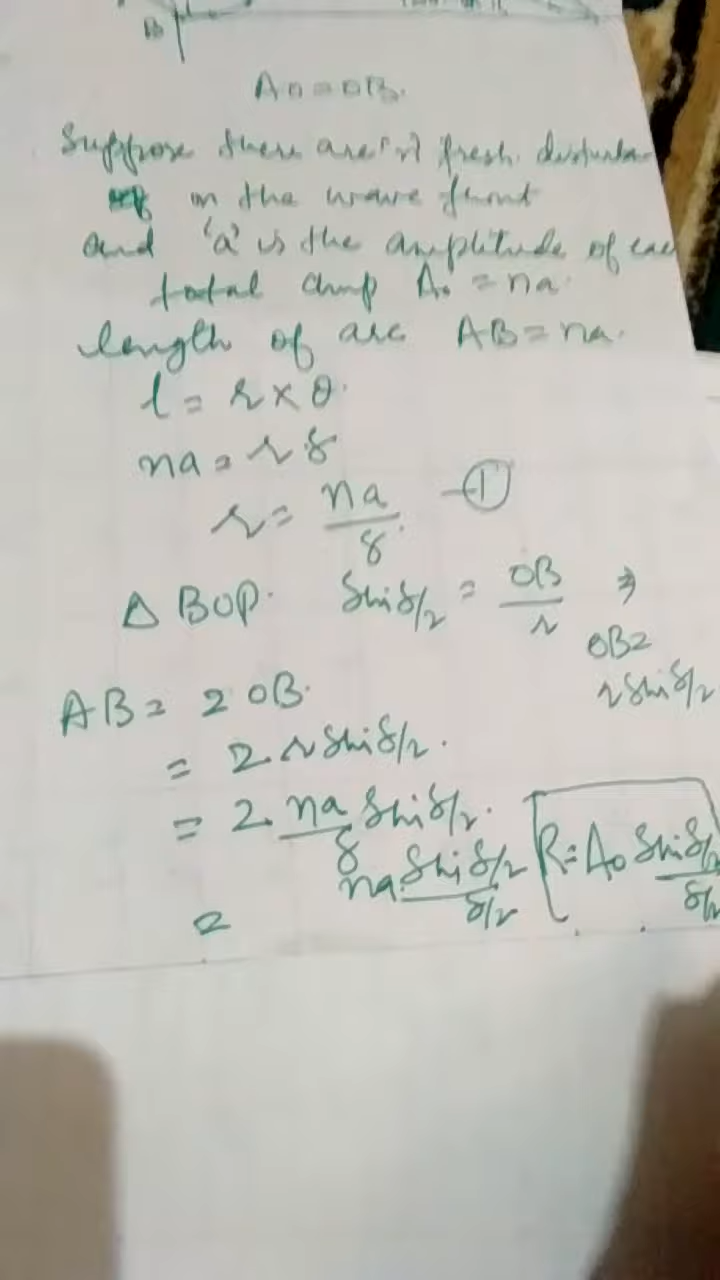 B
AO = OB.
Suppose there are 'n' fresh disturban
in the wave front
and 'a' is the amplitude of eac
total amp A₀ = na.
length of arc AB = na.
l = r × θ.
na = r δ
r = na / δ. —①
Δ BOP. Sin δ/2 = OB / r ⇒
OB =
r Sin δ/2
AB = 2 OB.
= 2 r Sin δ/2.
= 2 na / δ Sin δ/2.
na Sin δ/2 / δ/2 R = A₀ Sin δ/2 / δ/2
=